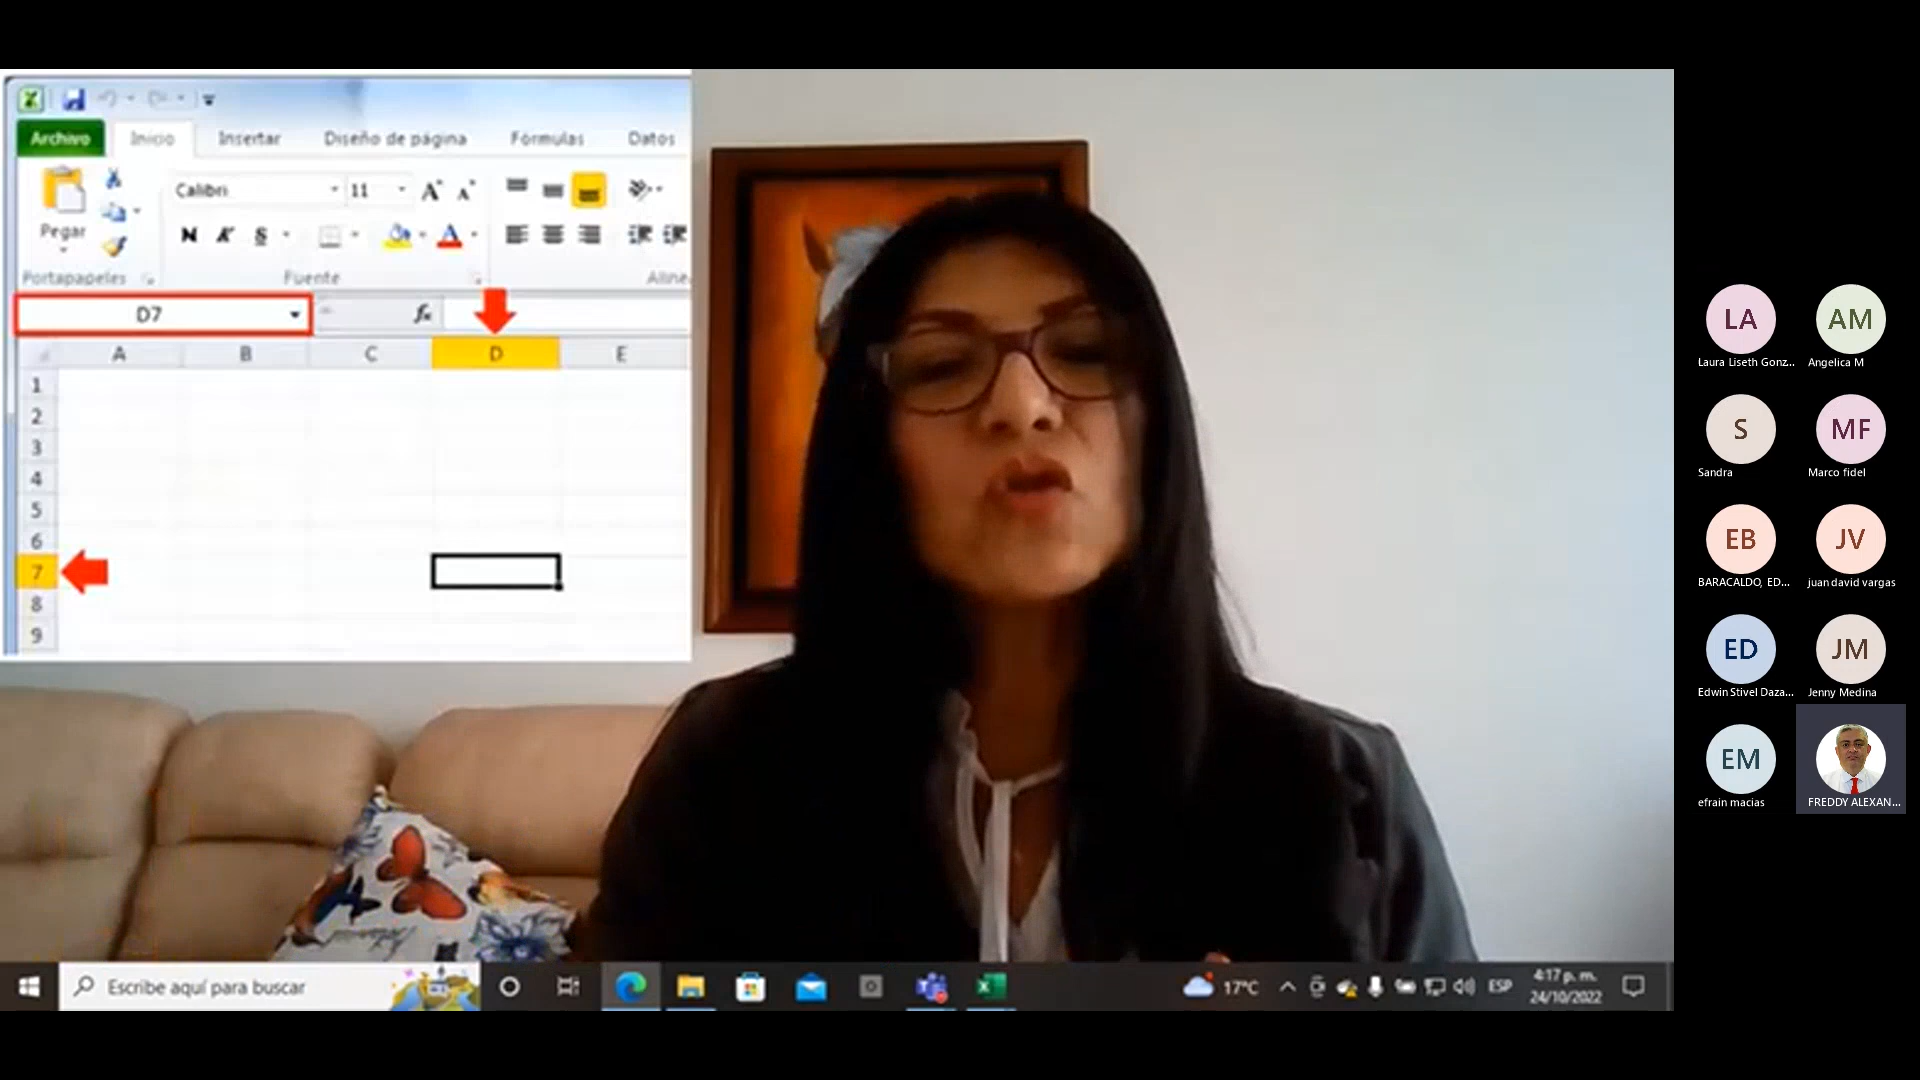 Archivo Inicio Insertar Diseño de página Fórmulas Datos
Calibri 11
Pegar
N K S A
Portapapeles Fuente Aline
D7 fx
A B C D E
1
2
3
4
5
6
7
8
9
LA AM
Laura Liseth Gonz... Angelica M
S MF
Sandra Marco fidel
EB JV
BARACALDO, ED... juan david vargas
ED JM
Edwin Stivel Daza... Jenny Medina
EM
efrain macias FREDDY ALEXAN...
Escribe aquí para buscar 17°C ESP 4:17 p. m.
24/10/2022